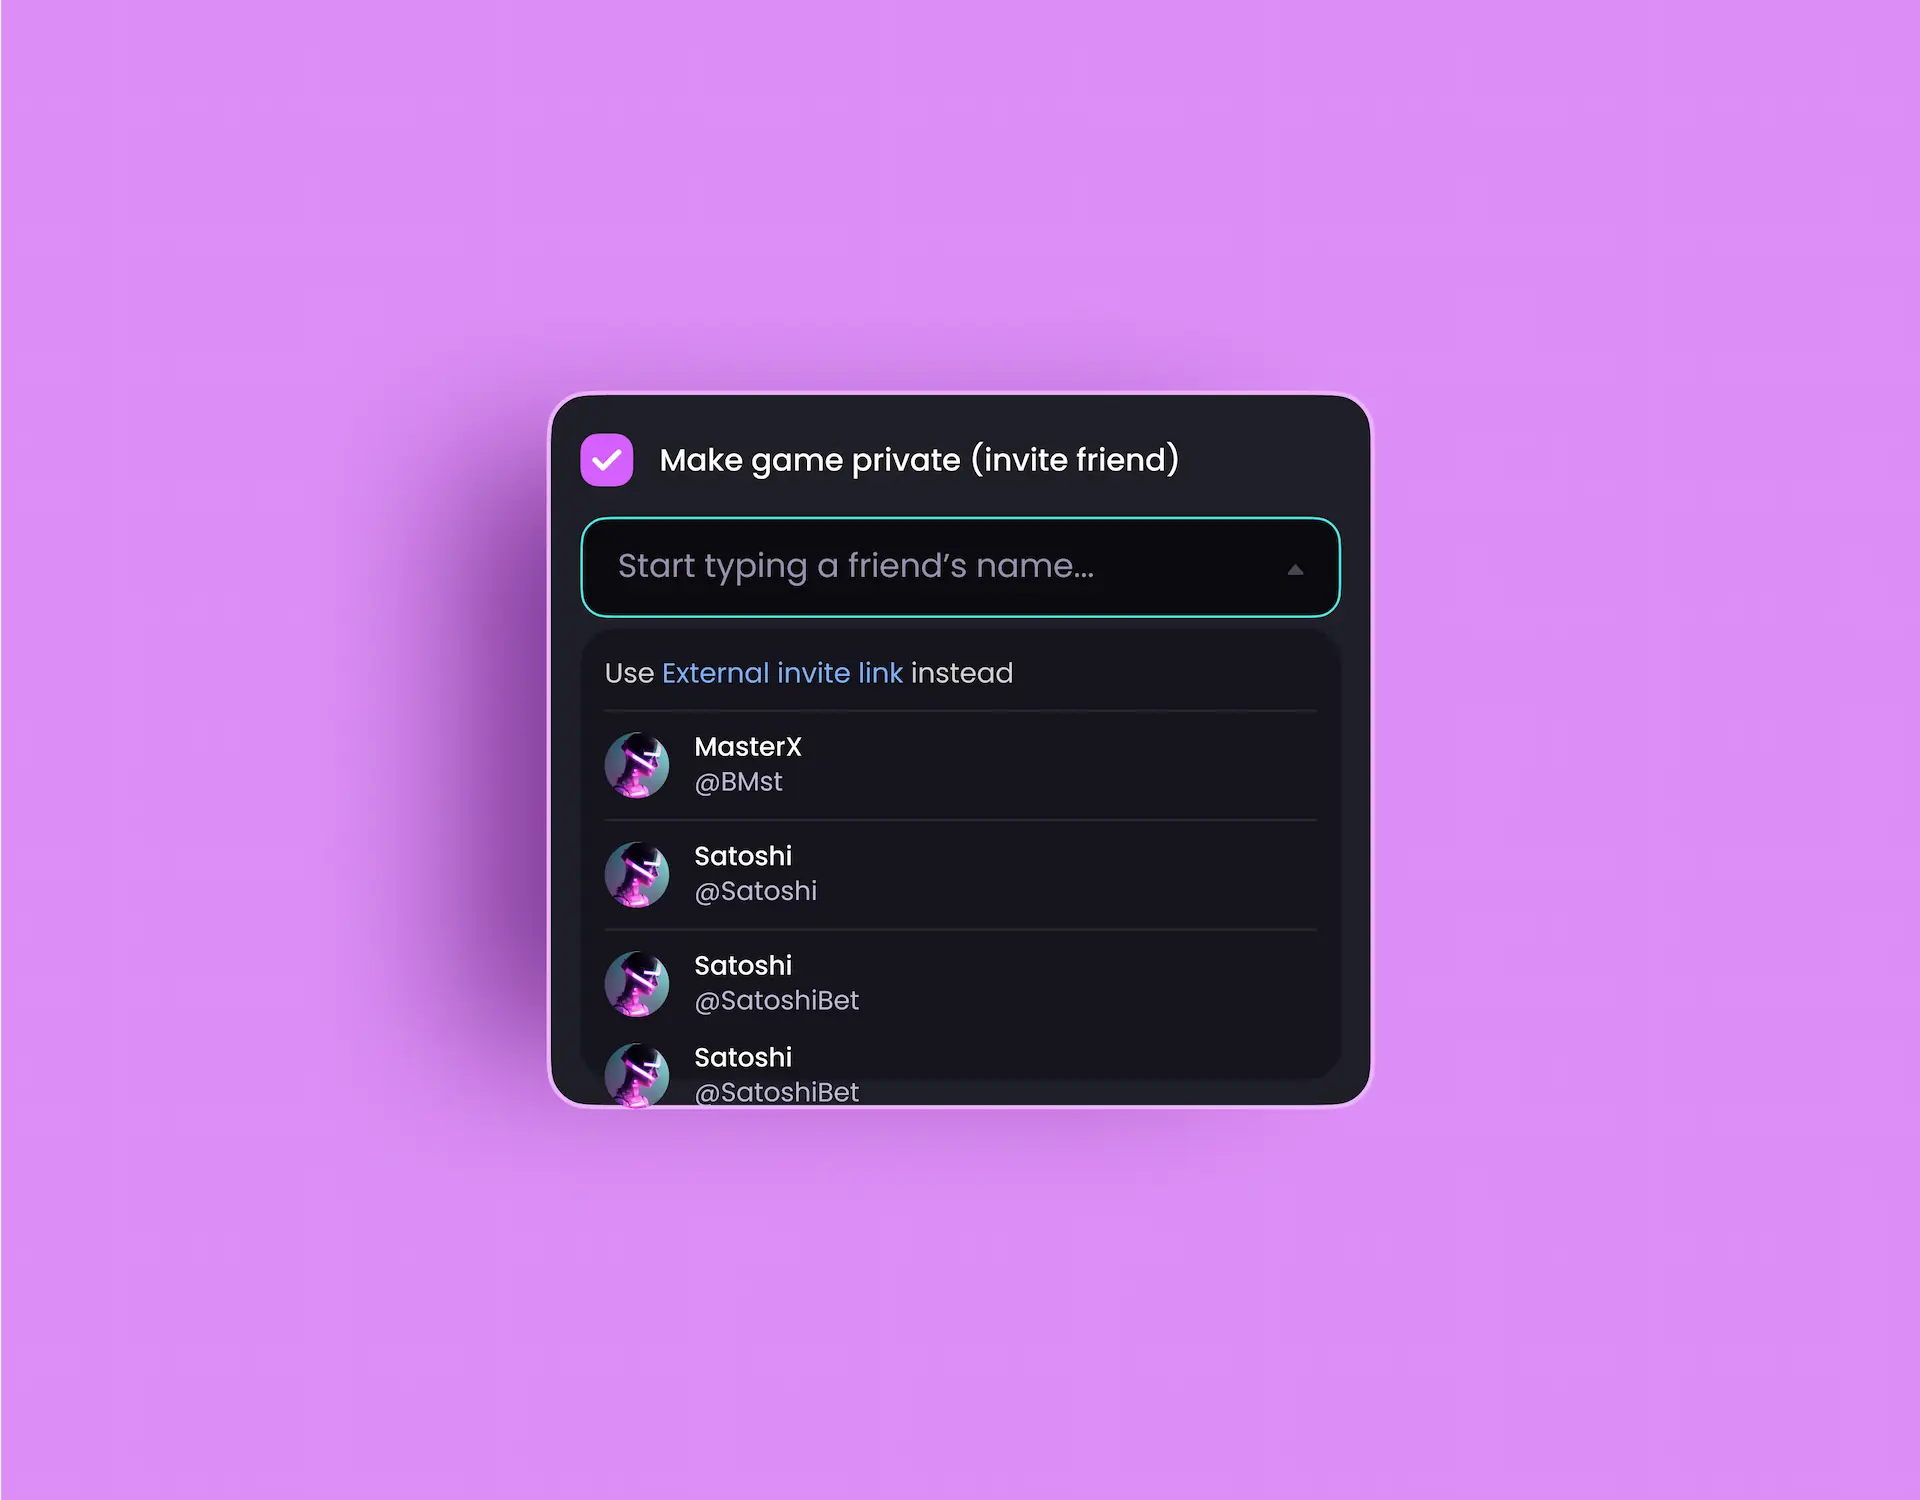 Make game private (invite friend)
Start typing a friend’s name...
Use External invite link instead
MasterX
@BMst
Satoshi
@Satoshi
Satoshi
@SatoshiBet
Satoshi
@SatoshiBet